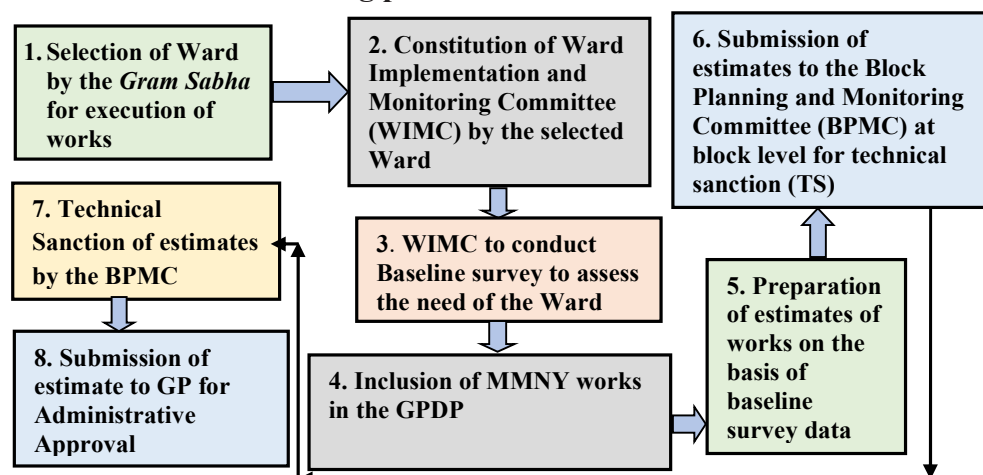 1. Selection of Ward
by the Gram Sabha
for execution of
works
2. Constitution of Ward
Implementation and
Monitoring Committee
(WIMC) by the selected
Ward
3. WIMC to conduct
Baseline survey to assess
the need of the Ward
4. Inclusion of MMNY works
in the GPDP
5. Preparation
of estimates of
works on the
basis of
baseline
survey data
6. Submission of
estimates to the Block
Planning and Monitoring
Committee (BPMC) at
block level for technical
sanction (TS)
7. Technical
Sanction of estimates
by the BPMC
8. Submission of
estimate to GP for
Administrative
Approval